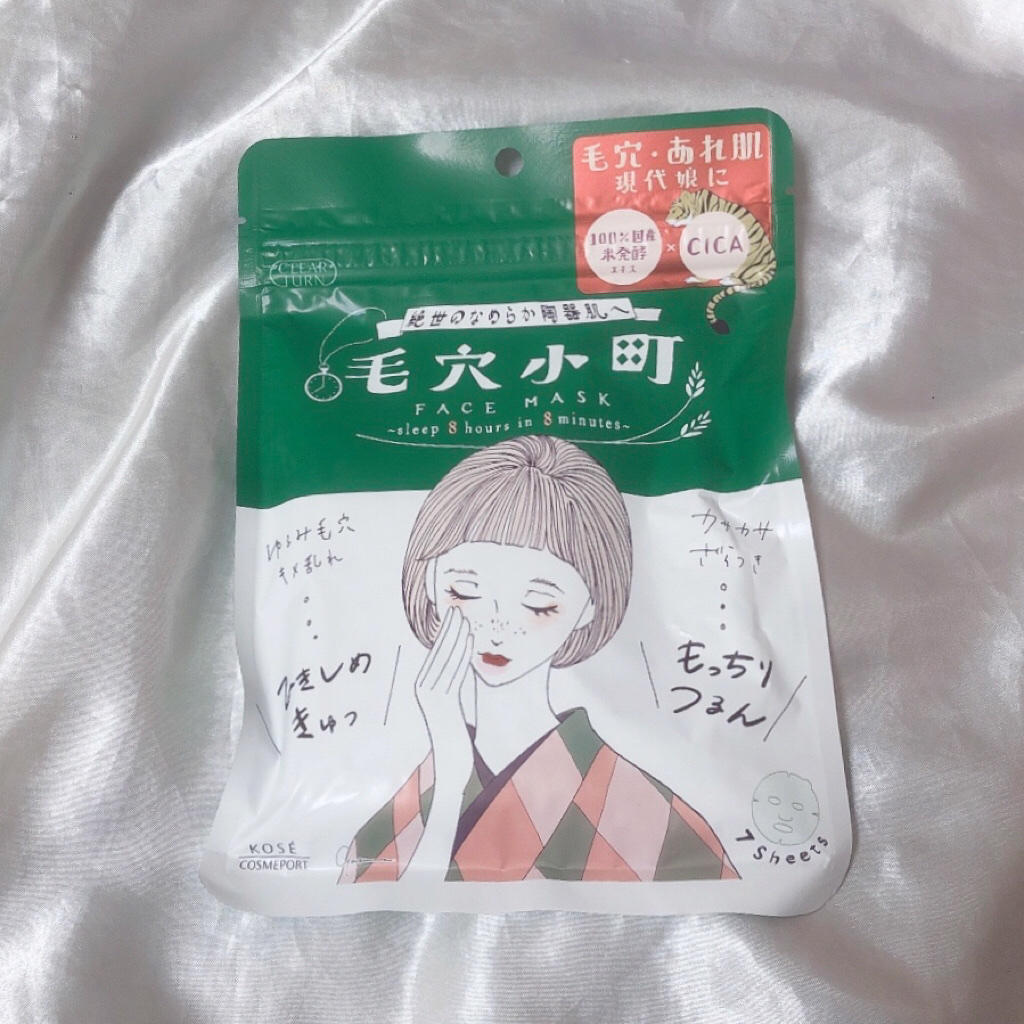 毛穴・あれ肌
現代娘に
100%国産
米発酵
エキス
×
CICA
CLEAR
TURN
絶世のなめらか陶器肌へ
毛穴小町
FACE MASK
~sleep 8 hours in 8 minutes~
ゆるみ毛穴
キメ乱れ
ひきしめ
きゅっ
カサカサ
ざらつき
もっちり
つるん
7 Sheets
KOSÉ
COSMEPORT